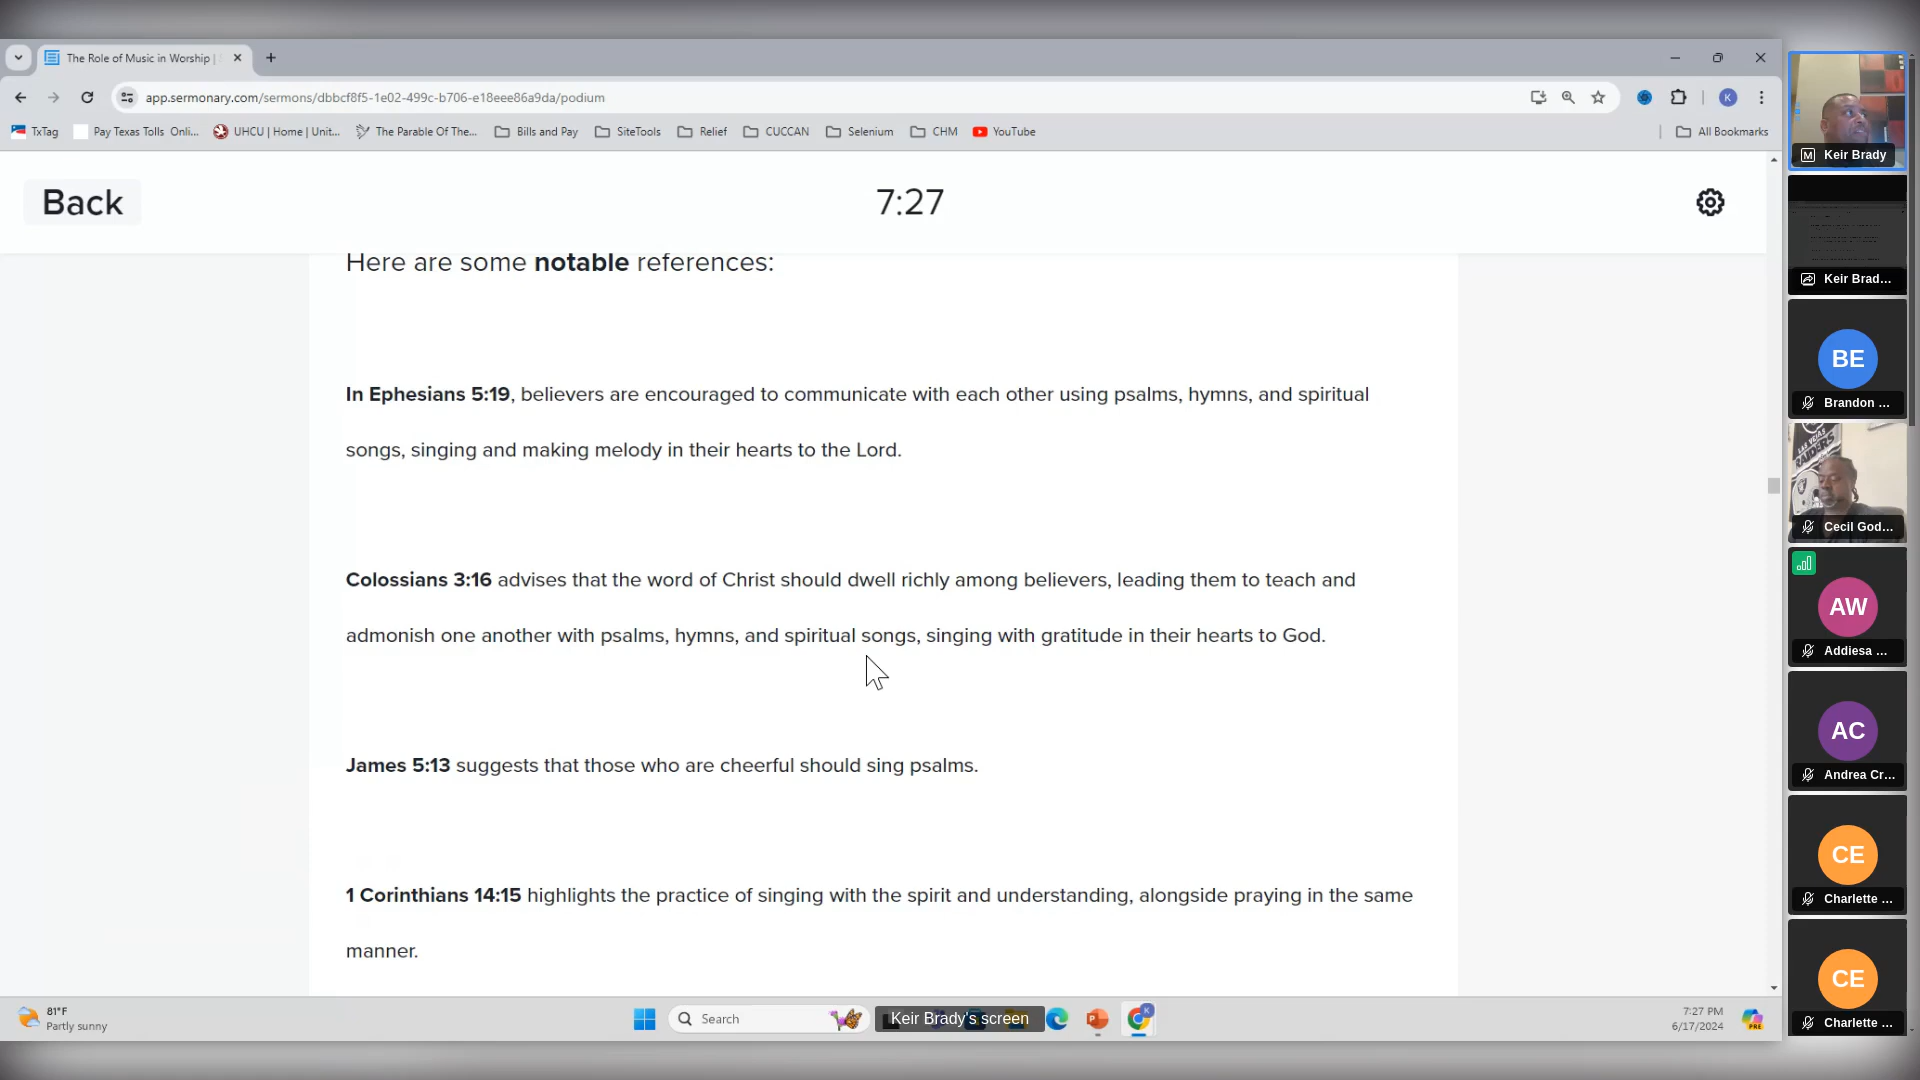 The Role of Music in Worship |
app.sermonary.com/sermons/dbbcf8f5-1e02-499c-b706-e18eee86a9da/podium
K
TxTag
Pay Texas Tolls Onli...
UHCU | Home | Unit...
The Parable Of The...
Bills and Pay
SiteTools
Relief
CUCCAN
Selenium
CHM
YouTube
All Bookmarks
Back
7:27
Here are some notable references:
In Ephesians 5:19, believers are encouraged to communicate with each other using psalms, hymns, and spiritual
songs, singing and making melody in their hearts to the Lord.
Colossians 3:16 advises that the word of Christ should dwell richly among believers, leading them to teach and
admonish one another with psalms, hymns, and spiritual songs, singing with gratitude in their hearts to God.
James 5:13 suggests that those who are cheerful should sing psalms.
1 Corinthians 14:15 highlights the practice of singing with the spirit and understanding, alongside praying in the same
manner.
81°F
Partly sunny
Search
Keir Brady's screen
7:27 PM
6/17/2024
PRE
Keir Brady
Keir Brad...
BE
Brandon ...
LAS VEGAS
RAIDERS
Cecil God...
AW
Addiesa ...
AC
Andrea Cr...
CE
Charlette ...
CE
Charlette ...